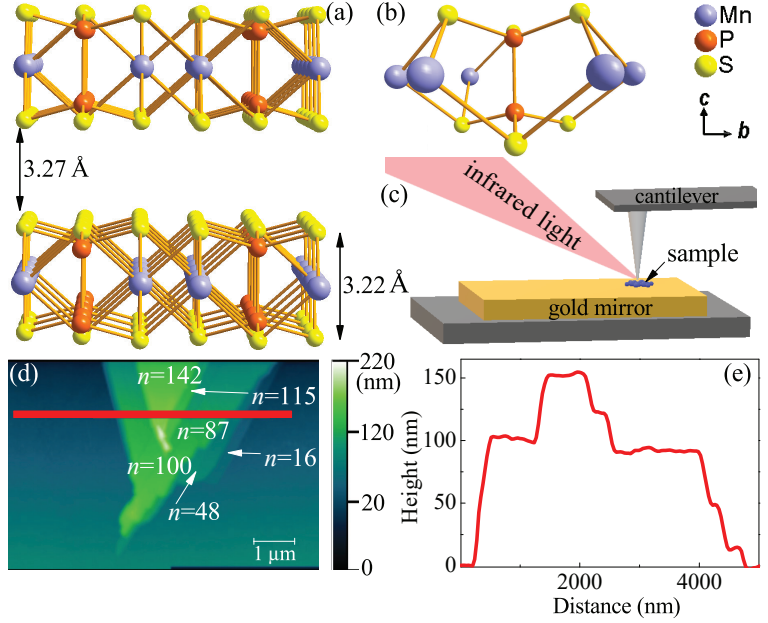 (a)
3.27 Å
3.22 Å
(b)
Mn
P
S
c
b
(c)
infrared light
cantilever
sample
gold mirror
(d)
n=142
n=115
n=87
n=16
n=100
n=48
1 μm
220
(nm)
120
20
0
(e)
150
100
50
0
Height (nm)
2000
4000
Distance (nm)